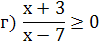 г) (x + 3)/(x − 7) ≥ 0